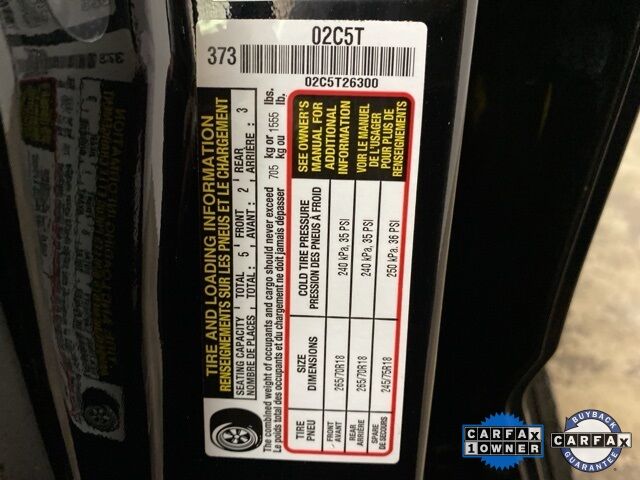 02C5T
373
02C5T26300
TIRE AND LOADING INFORMATION
RENSEIGNEMENTS SUR LES PNEUS ET LE CHARGEMENT
SEATING CAPACITY TOTAL 5 FRONT 2 REAR 3
NOMBRE DE PLACES TOTAL: AVANT: ARRIÈRE:
The combined weight of occupants and cargo should never exceed 705 kg or 1555 lbs.
Le poids total des occupants et du chargement ne doit jamais dépasser kg ou lb.
TIRE SIZE COLD TIRE PRESSURE
PNEU DIMENSIONS PRESSION DES PNEUS À FROID
FRONT 265/70R18 240 kPa, 35 PSI
AVANT
REAR 265/70R18 240 kPa, 35 PSI
ARRIÈRE
SPARE 245/75R18 250 kPa, 36 PSI
DE SECOURS
SEE OWNER'S
MANUAL FOR
ADDITIONAL
INFORMATION
VOIR LE MANUEL
DE L'USAGER
POUR PLUS DE
RENSEIGNEMENTS
CARFAX
1 OWNER
BUYBACK
CARFAX
GUARANTEE